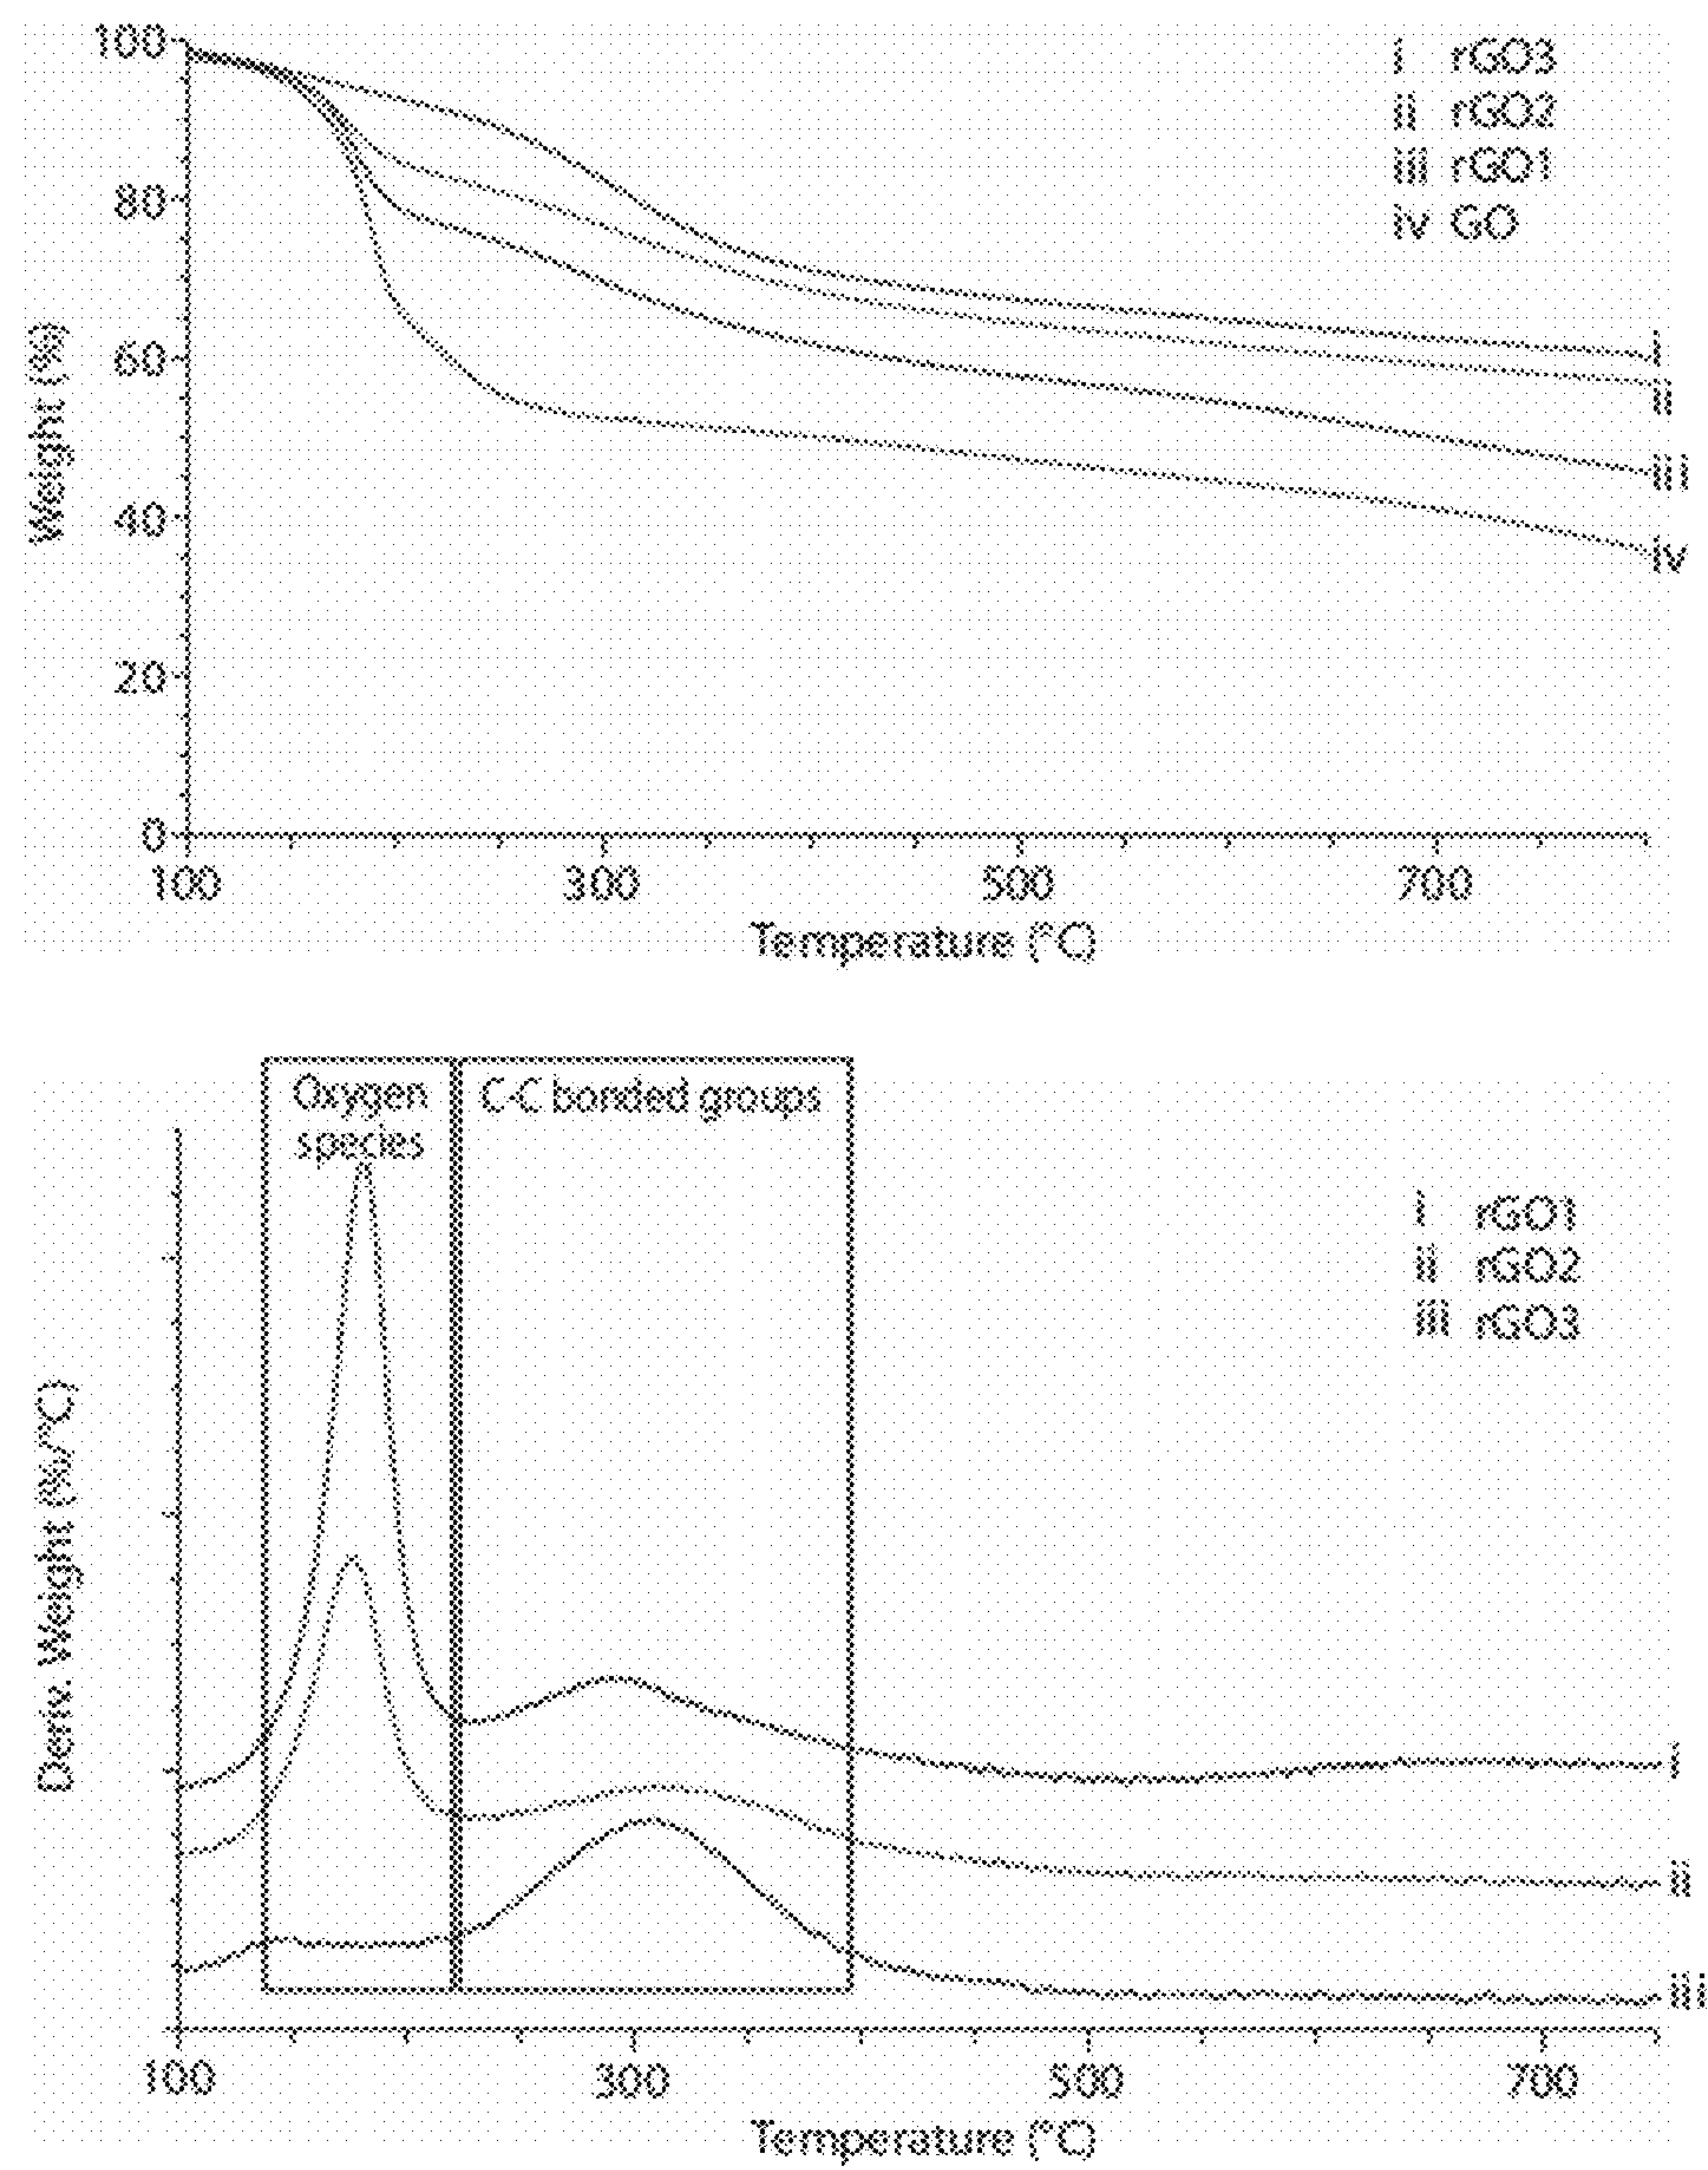 100
80
60
40
20
0
Weight (%)
i rGO3
ii rGO2
iii rGO1
iv GO
i
ii
iii
iv
100 300 500 700
Temperature (°C)
Oxygen
species
C-C bonded groups
i rGO1
ii rGO2
iii rGO3
Deriv. Weight (%/°C)
i
ii
iii
100 300 500 700
Temperature (°C)